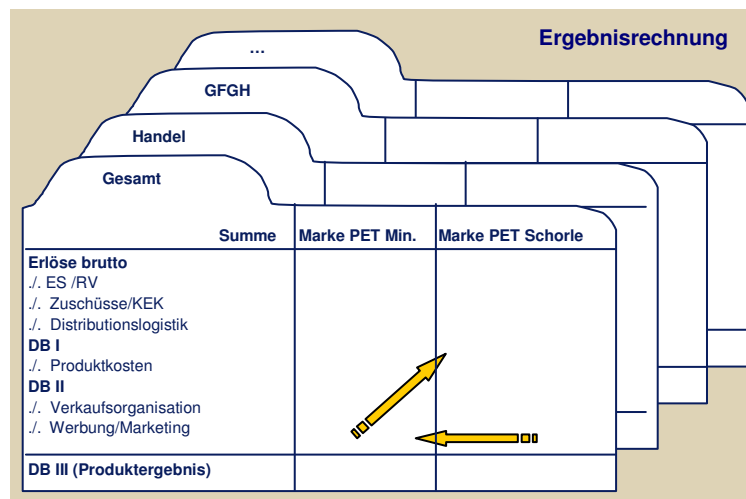 Ergebnisrechnung
...
GFGH
Handel
Gesamt
Summe Marke PET Min. Marke PET Schorle
Erlöse brutto
./. ES /RV
./. Zuschüsse/KEK
./. Distributionslogistik
DB I
./. Produktkosten
DB II
./. Verkaufsorganisation
./. Werbung/Marketing
DB III (Produktergebnis)